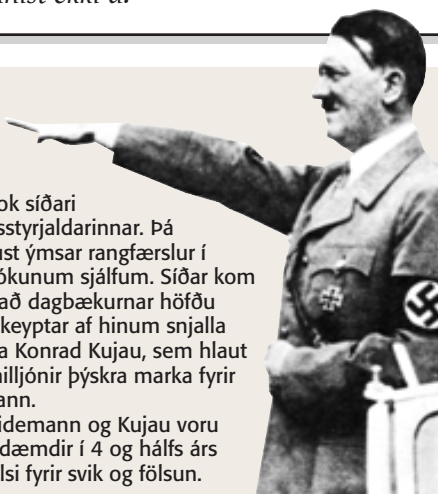 ok síðari
sstyrjaldarinnar. Þá
ust ýmsar rangfærslur í
ókunum sjálfum. Síðar kom
að dagbækurnar höfðu
keyptar af hinum snjalla
a Konrad Kujau, sem hlaut
milljónir þýskra marka fyrir
ann.
idemann og Kujau voru
dæmdir í 4 og hálfs árs
lsi fyrir svik og fölsun.